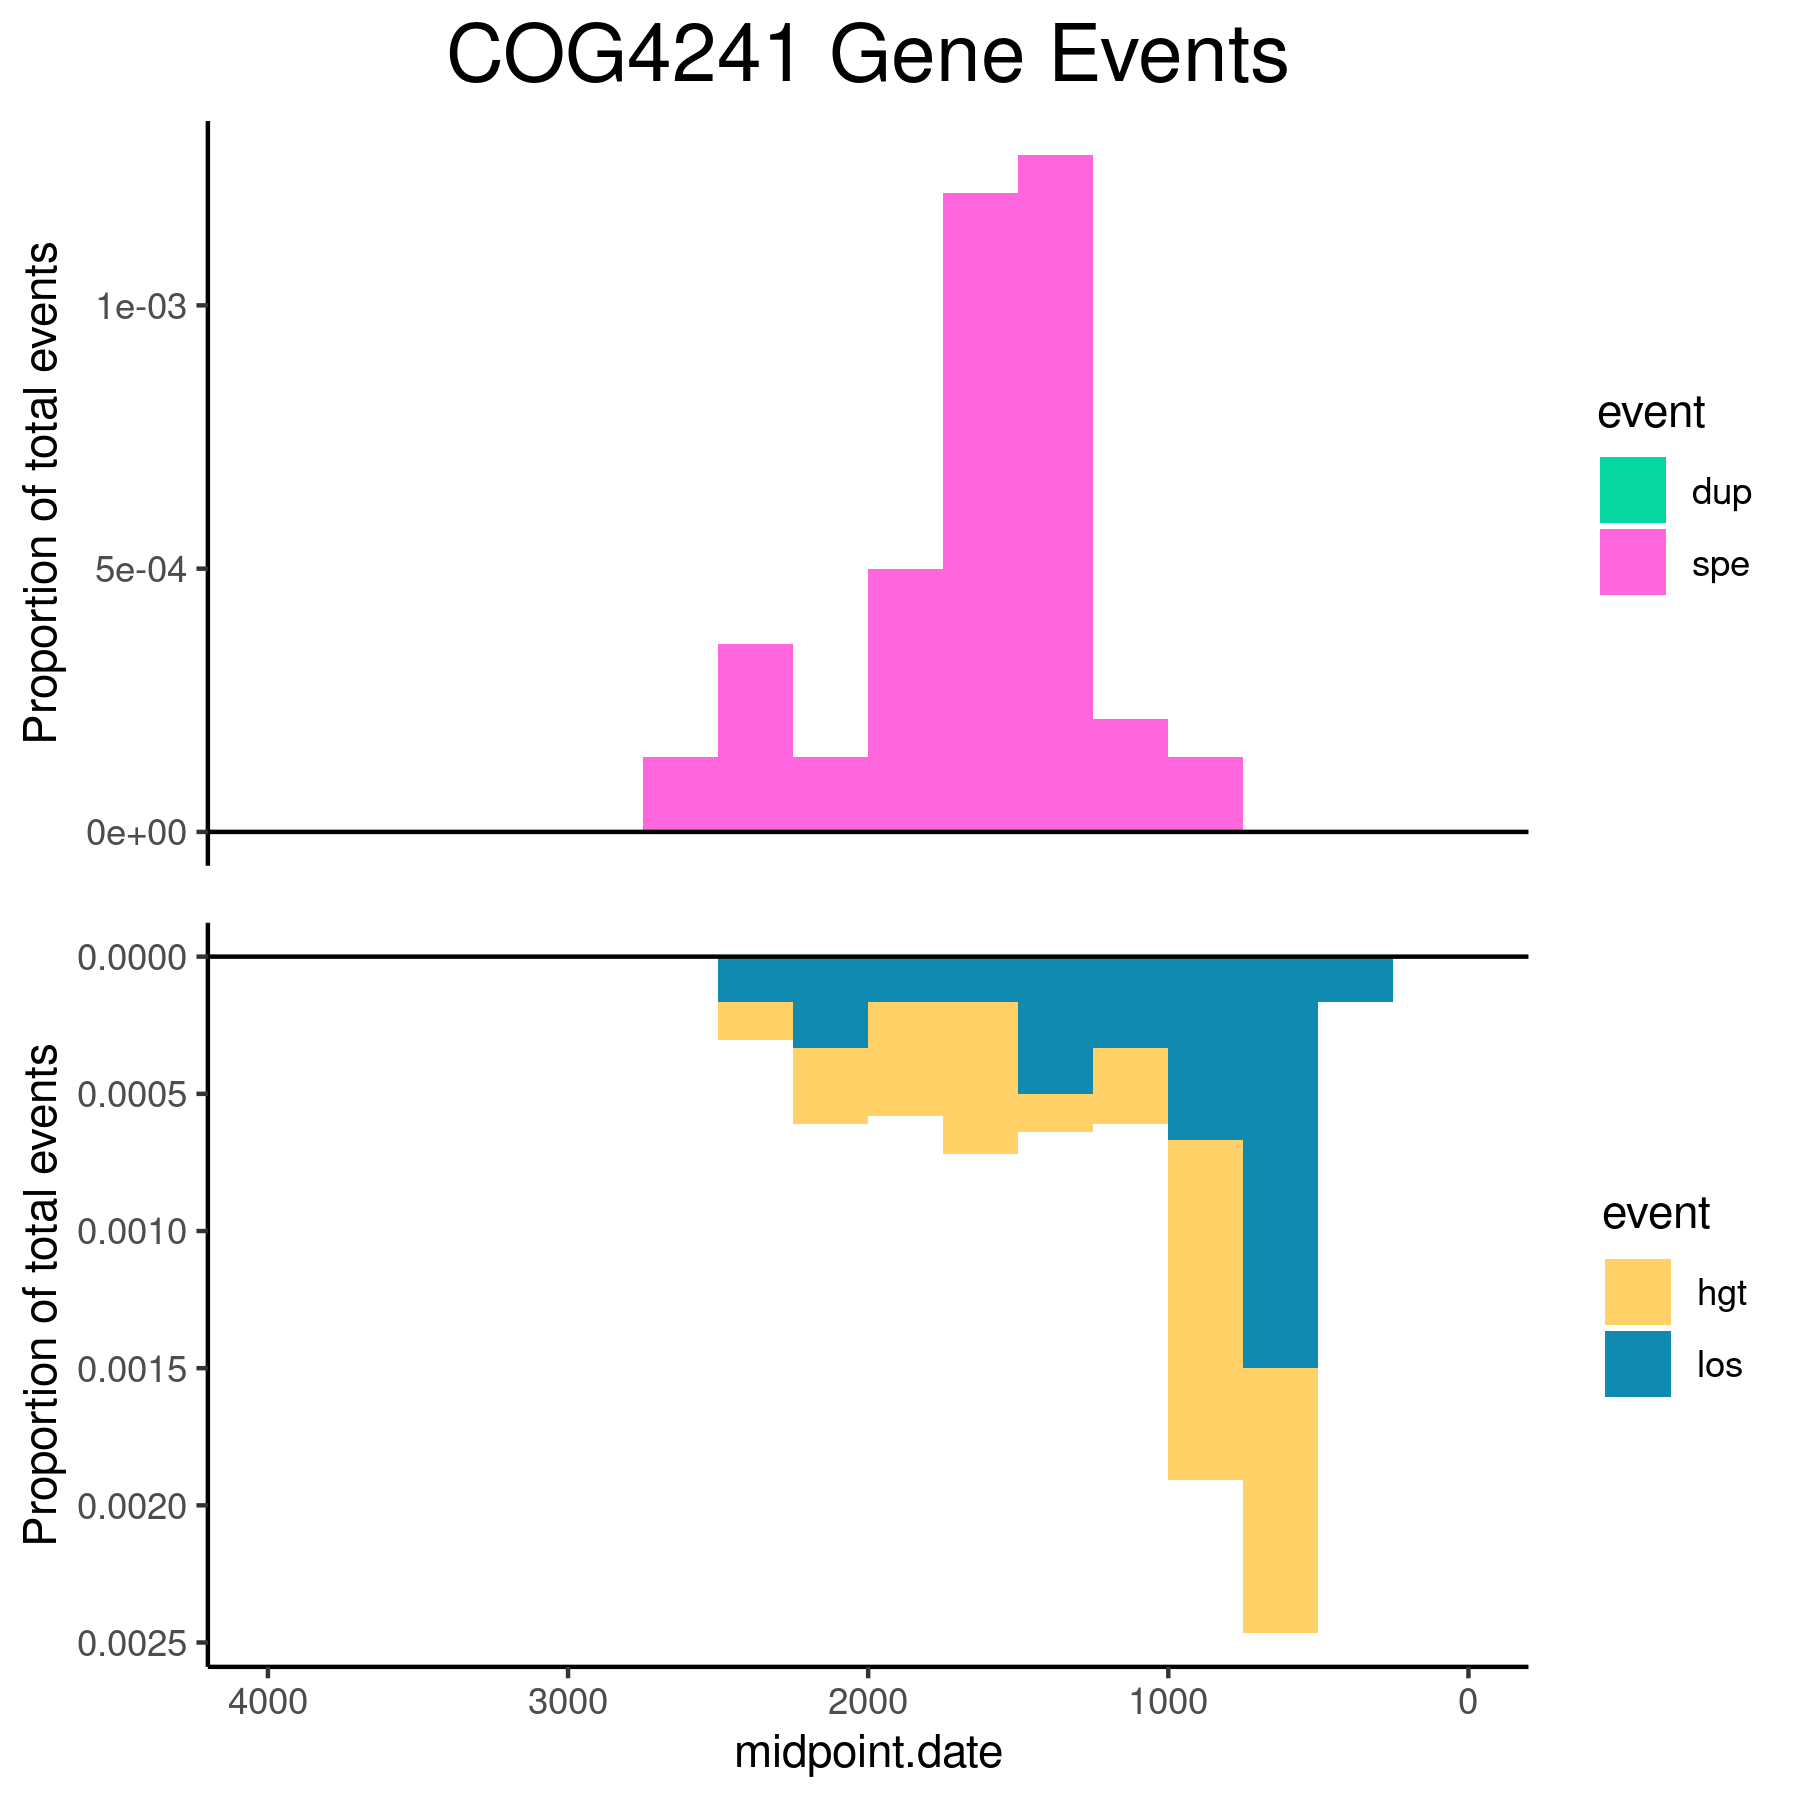 COG4241 Gene Events
Proportion of total events
1e-03
5e-04
0e+00
event
dup
spe
Proportion of total events
0.0000
0.0005
0.0010
0.0015
0.0020
0.0025
event
hgt
los
4000 3000 2000 1000 0
midpoint.date